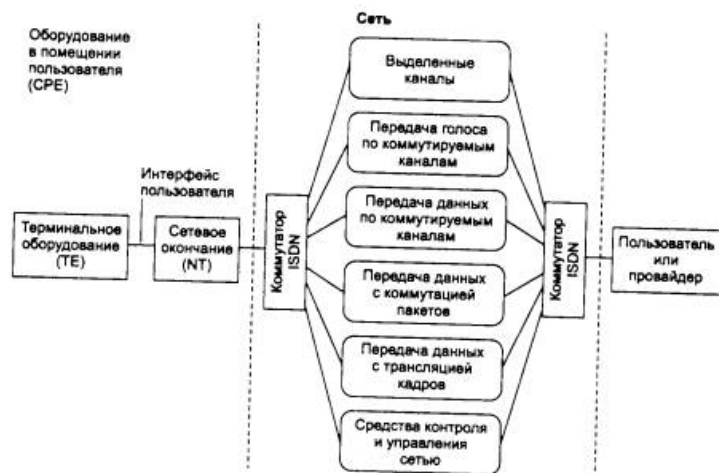 Сеть
Оборудование
в помещении
пользователя
(CPE)
Интерфейс
пользователя
Терминальное
оборудование
(TE)
Сетевое
окончание
(NT)
Коммутатор
ISDN
Выделенные
каналы
Передача голоса
по коммутируемым
каналам
Передача данных
по коммутируемым
каналам
Передача данных
с коммутацией
пакетов
Передача данных
с трансляцией
кадров
Средства контроля
и управления
сетью
Коммутатор
ISDN
Пользователь
или
провайдер